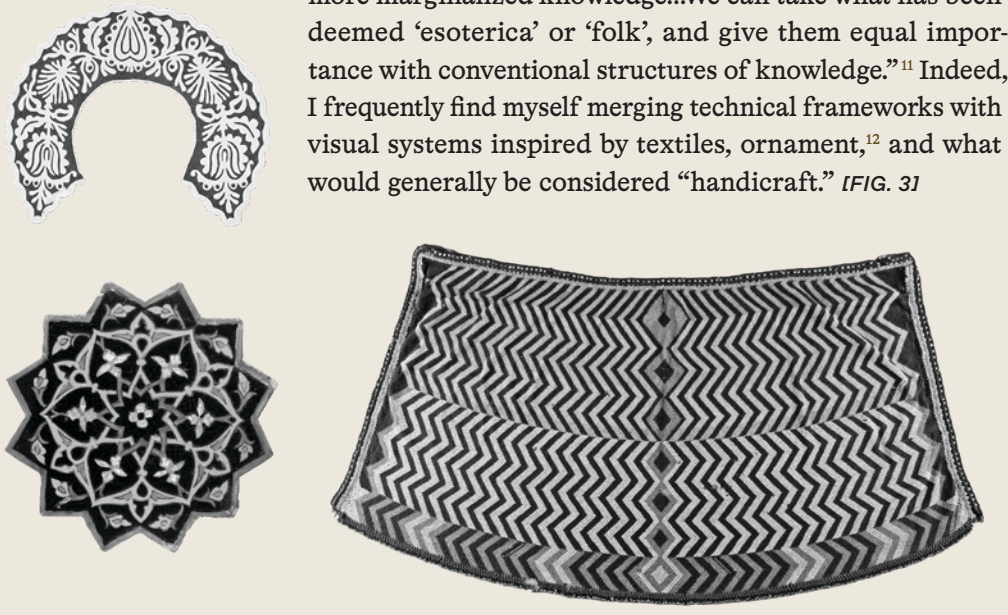 more marginalized knowledge...We can take what has been
deemed ‘esoterica’ or ‘folk’, and give them equal impor-
tance with conventional structures of knowledge.”11 Indeed,
I frequently find myself merging technical frameworks with
visual systems inspired by textiles, ornament,12 and what
would generally be considered “handicraft.” [FIG. 3]